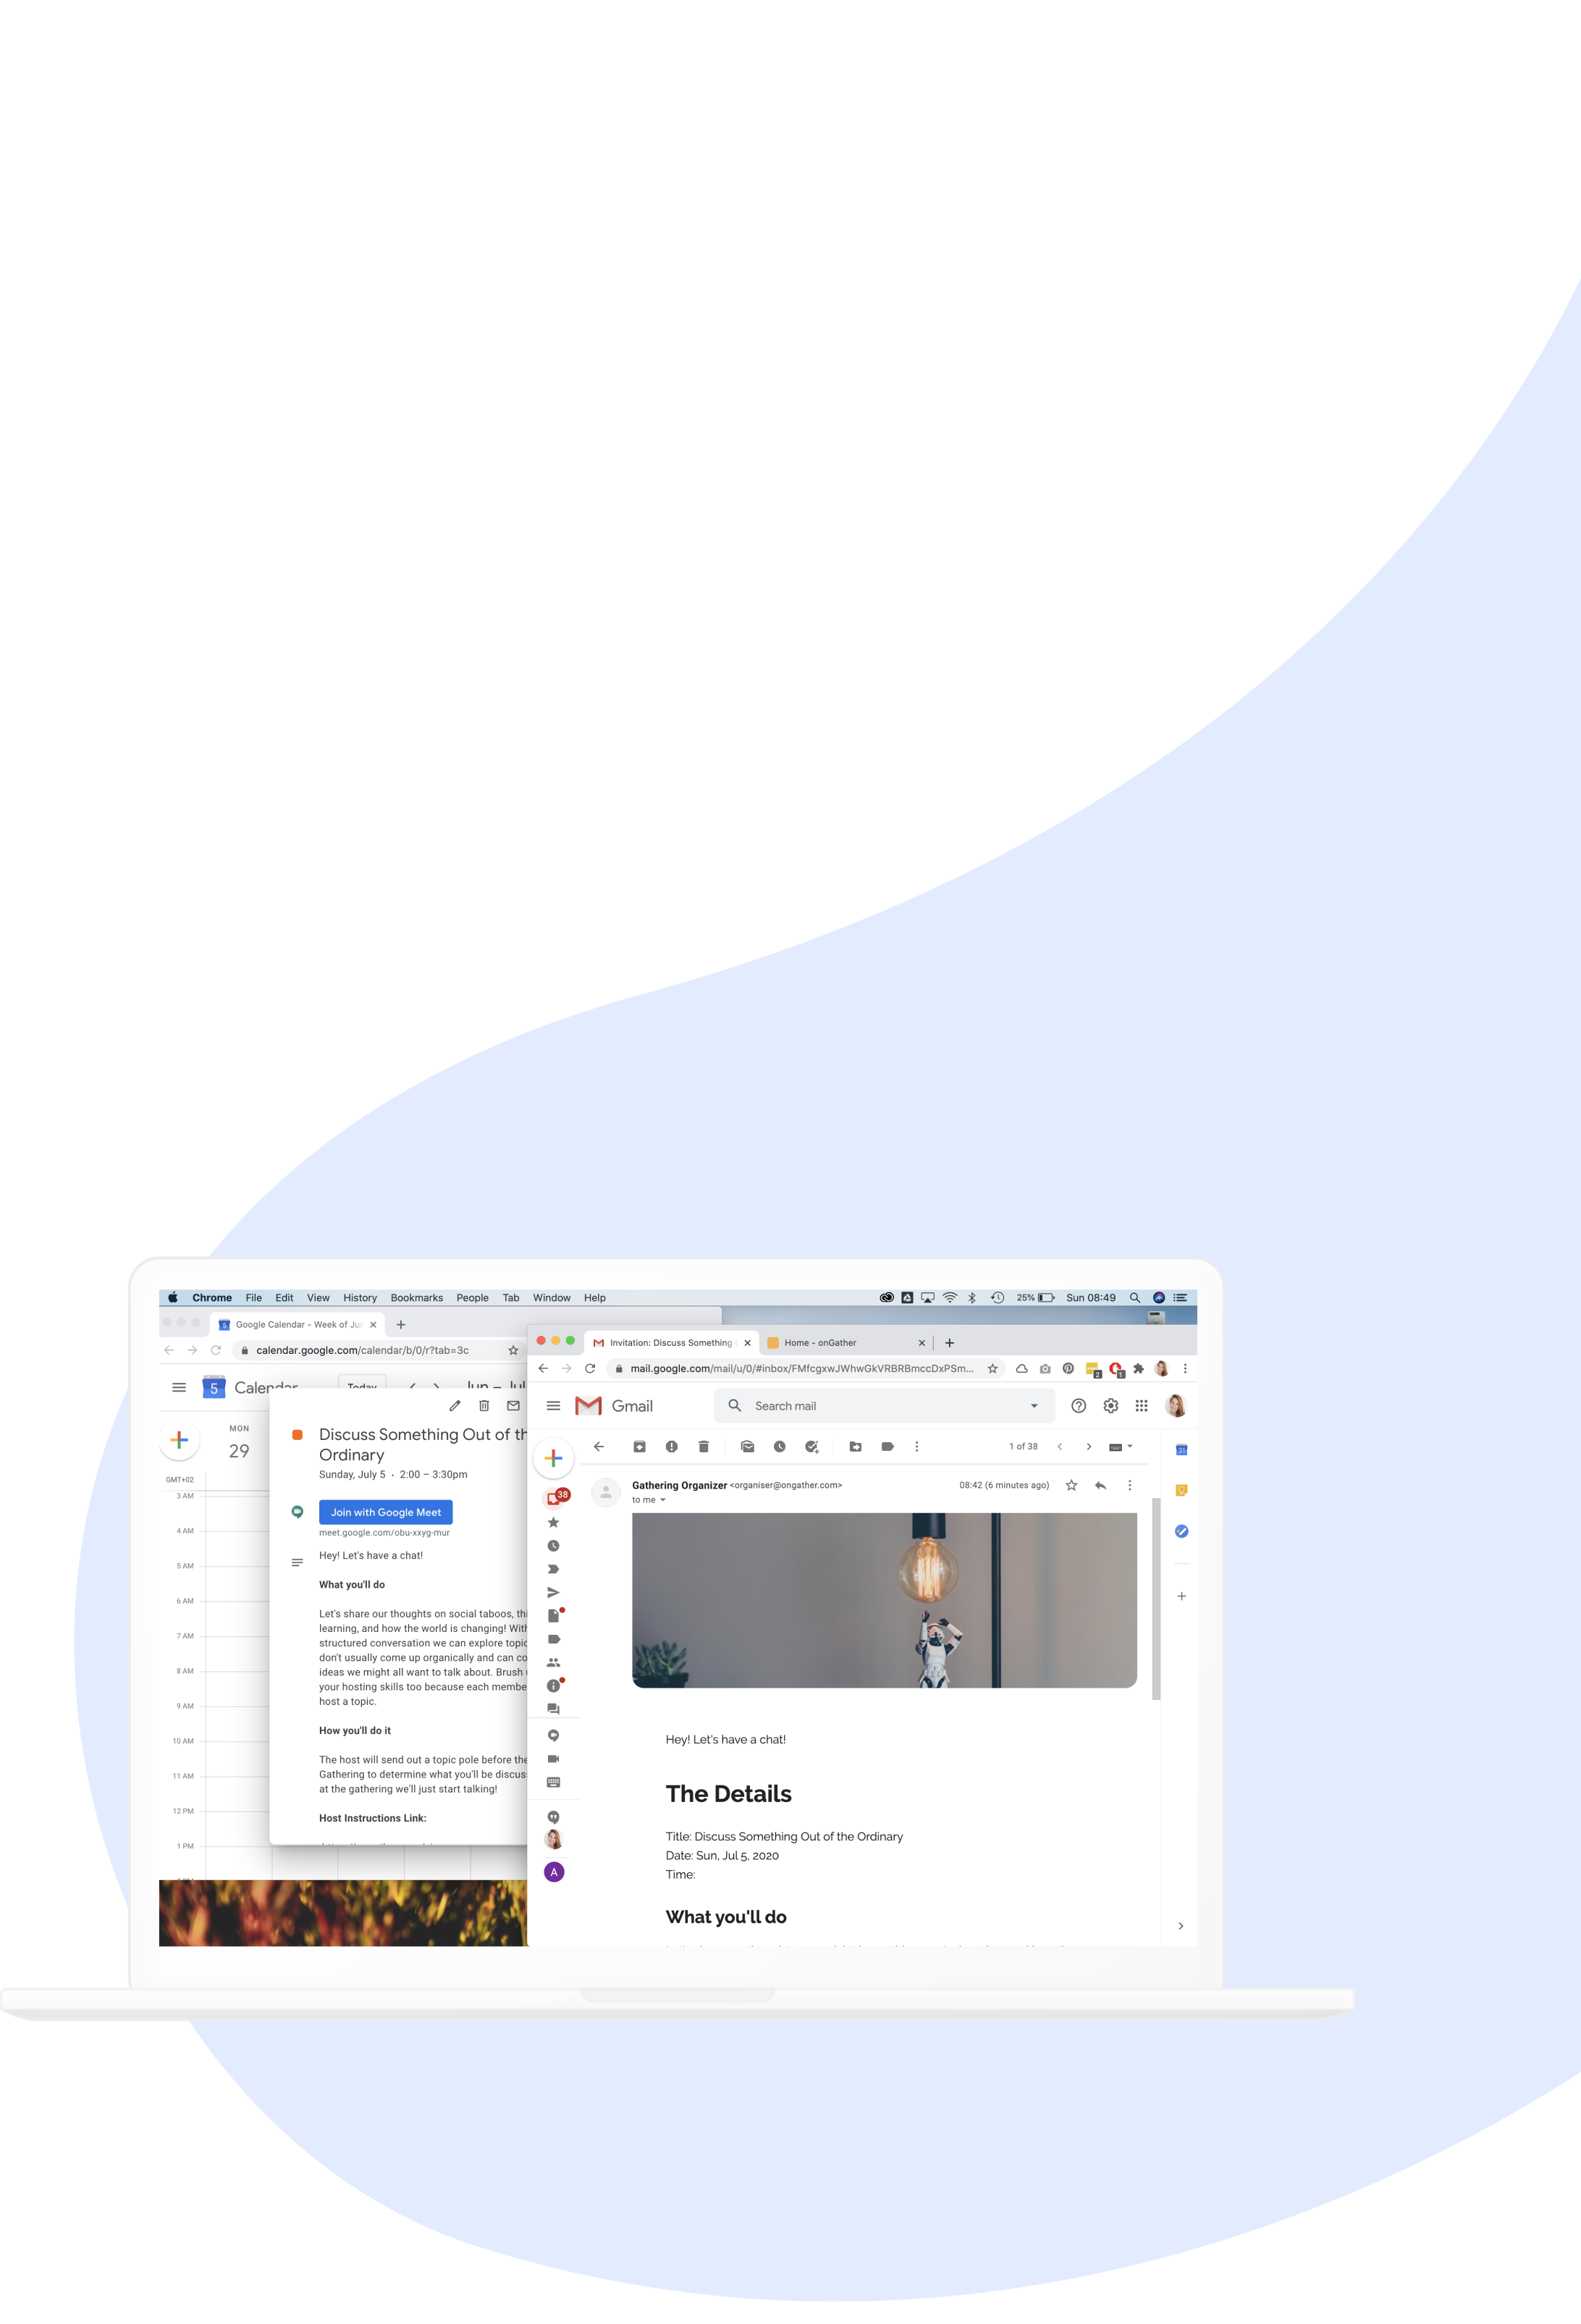 Chrome File Edit View History Bookmarks People Tab Window Help 25% Sun 08:49
Google Calendar - Week of Jun
calendar.google.com/calendar/b/0/r?tab=3c
5 Calendar Today Jun – Jul
MON
29
GMT+02
3 AM
4 AM
5 AM
6 AM
7 AM
8 AM
9 AM
10 AM
11 AM
12 PM
1 PM
Discuss Something Out of th
Ordinary
Sunday, July 5 · 2:00 – 3:30pm
Join with Google Meet
meet.google.com/obu-xxyg-mur
Hey! Let's have a chat!
What you'll do
Let's share our thoughts on social taboos, thi
learning, and how the world is changing! With
structured conversation we can explore topic
don't usually come up organically and can co
ideas we might all want to talk about. Brush
your hosting skills too because each membe
host a topic.
How you'll do it
The host will send out a topic pole before the
Gathering to determine what you'll be discus
at the gathering we'll just start talking!
Host Instructions Link:
Invitation: Discuss Something Home - onGather
mail.google.com/mail/u/0/#inbox/FMfcgxwJWhwGkVRBRBmccDxPSm... 2 1
Gmail Search mail
1 of 38
38
Gathering Organizer <organiser@ongather.com> 08:42 (6 minutes ago)
to me
Hey! Let's have a chat!
The Details
Title: Discuss Something Out of the Ordinary
Date: Sun, Jul 5, 2020
Time:
What you'll do
A
31